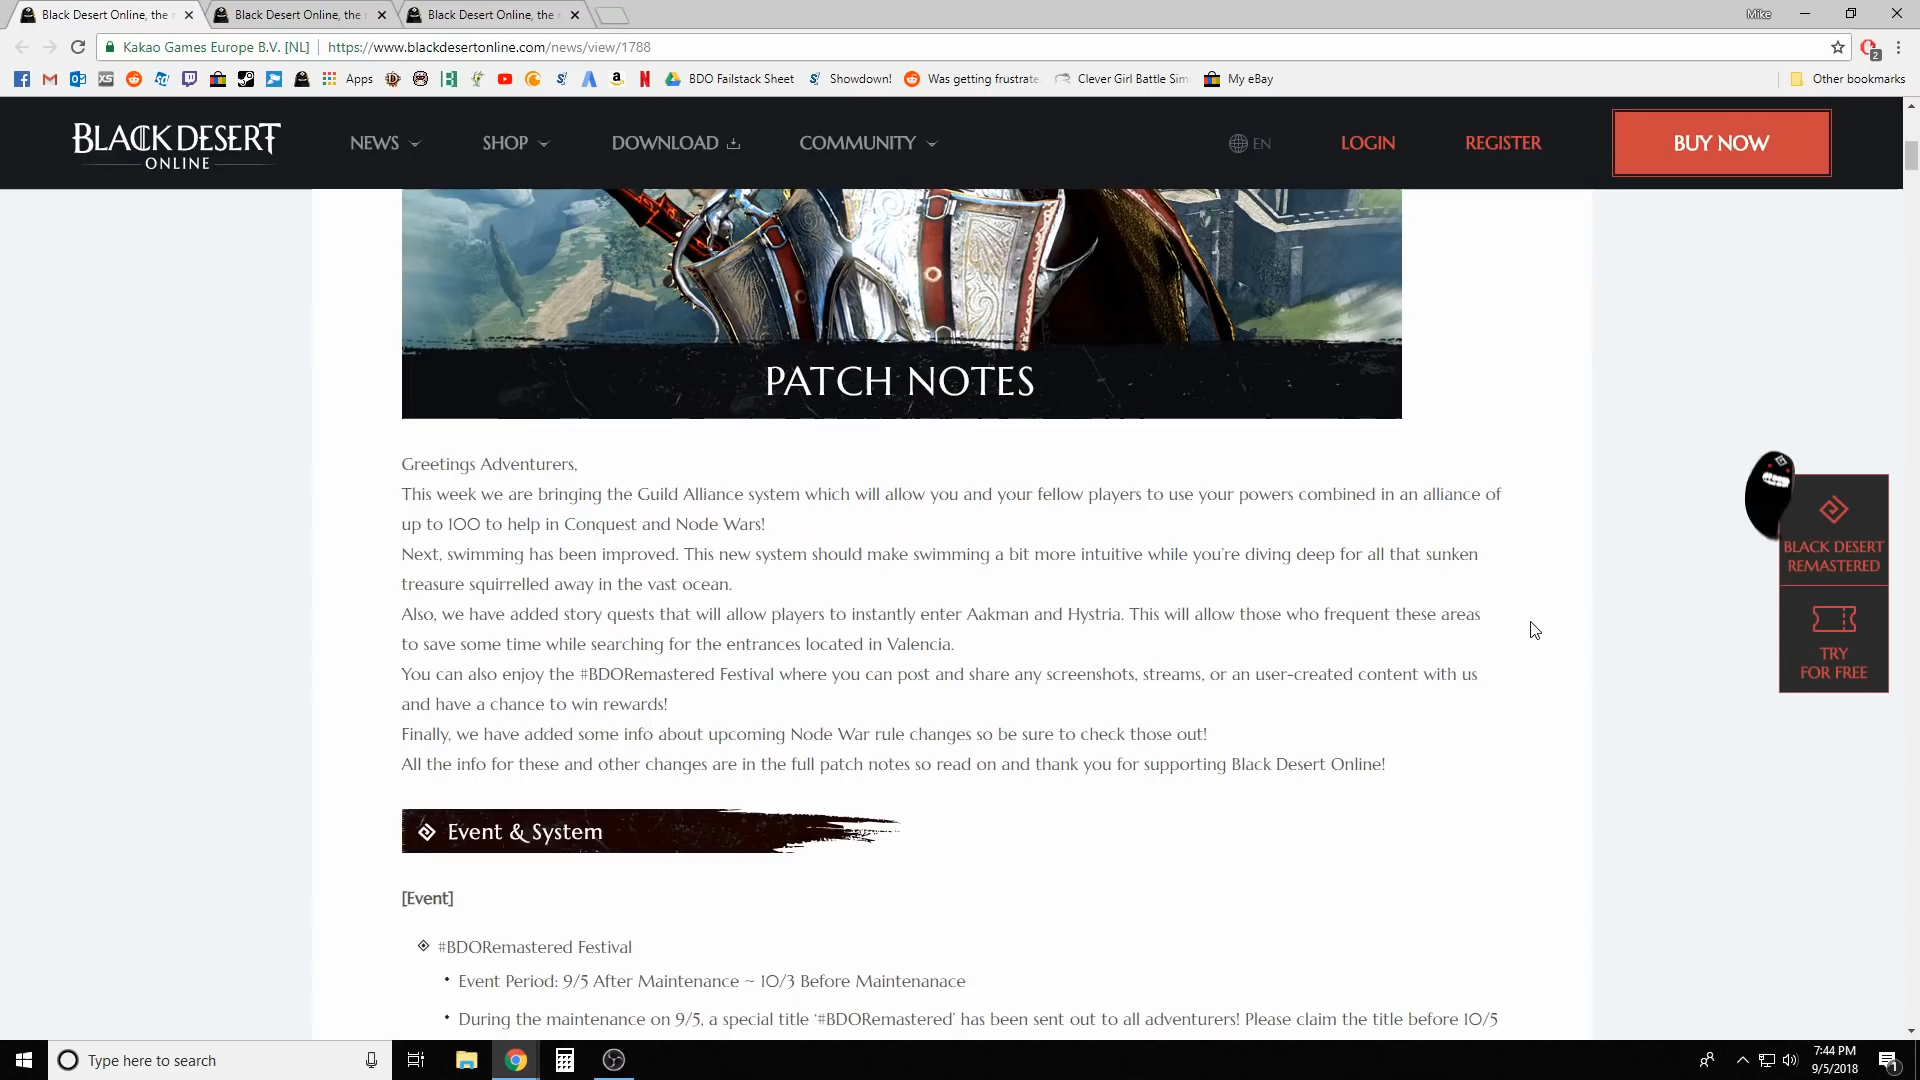 Black Desert Online, the
Black Desert Online, the
Black Desert Online, the
Mike
Kakao Games Europe B.V. [NL]
https://www.blackdesertonline.com/news/view/1788
2
Apps
BDO Failstack Sheet
Showdown!
Was getting frustrate
Clever Girl Battle Sim
My eBay
Other bookmarks
BLACK DESERT
ONLINE
NEWS
SHOP
DOWNLOAD
COMMUNITY
EN
LOGIN
REGISTER
BUY NOW
PATCH NOTES
Greetings Adventurers,
This week we are bringing the Guild Alliance system which will allow you and your fellow players to use your powers combined in an alliance of
up to 100 to help in Conquest and Node Wars!
Next, swimming has been improved. This new system should make swimming a bit more intuitive while you're diving deep for all that sunken
treasure squirrelled away in the vast ocean.
Also, we have added story quests that will allow players to instantly enter Aakman and Hystria. This will allow those who frequent these areas
to save some time while searching for the entrances located in Valencia.
You can also enjoy the #BDORemastered Festival where you can post and share any screenshots, streams, or an user-created content with us
and have a chance to win rewards!
Finally, we have added some info about upcoming Node War rule changes so be sure to check those out!
All the info for these and other changes are in the full patch notes so read on and thank you for supporting Black Desert Online!
BLACK DESERT
REMASTERED
TRY
FOR FREE
Event & System
[Event]
#BDORemastered Festival
• Event Period: 9/5 After Maintenance ~ 10/3 Before Maintenanace
• During the maintenance on 9/5, a special title '#BDORemastered' has been sent out to all adventurers! Please claim the title before 10/5
Type here to search
7:44 PM
9/5/2018
1